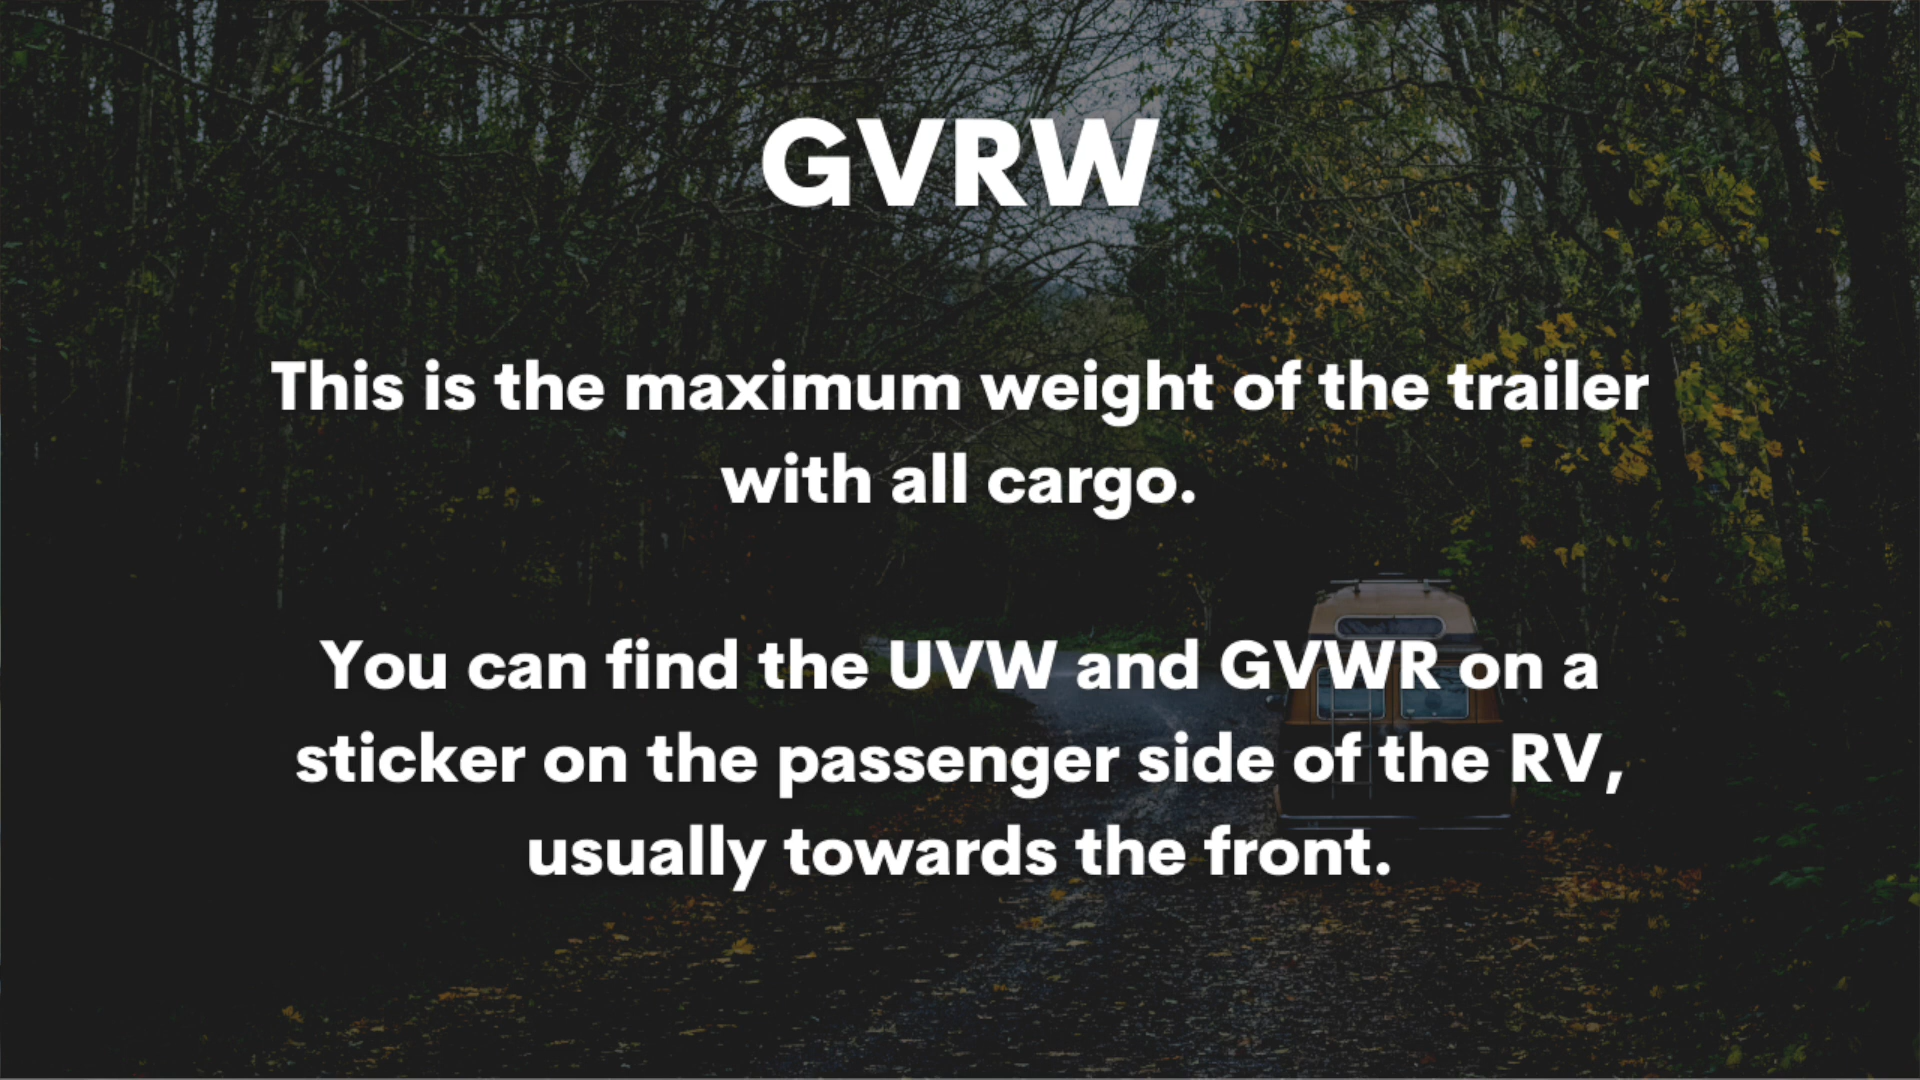 GVRW
This is the maximum weight of the trailer
with all cargo.
You can find the UVW and GVWR on a
sticker on the passenger side of the RV,
usually towards the front.